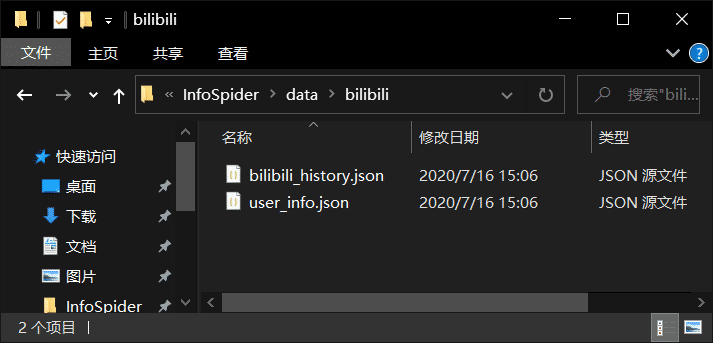 bilibili
文件 主页 共享 查看
« InfoSpider > data > bilibili 搜索"bili...
名称 修改日期 类型
快速访问
桌面
下载
文档
图片
InfoSpider
bilibili_history.json 2020/7/16 15:06 JSON 源文件
user_info.json 2020/7/16 15:06 JSON 源文件
2 个项目